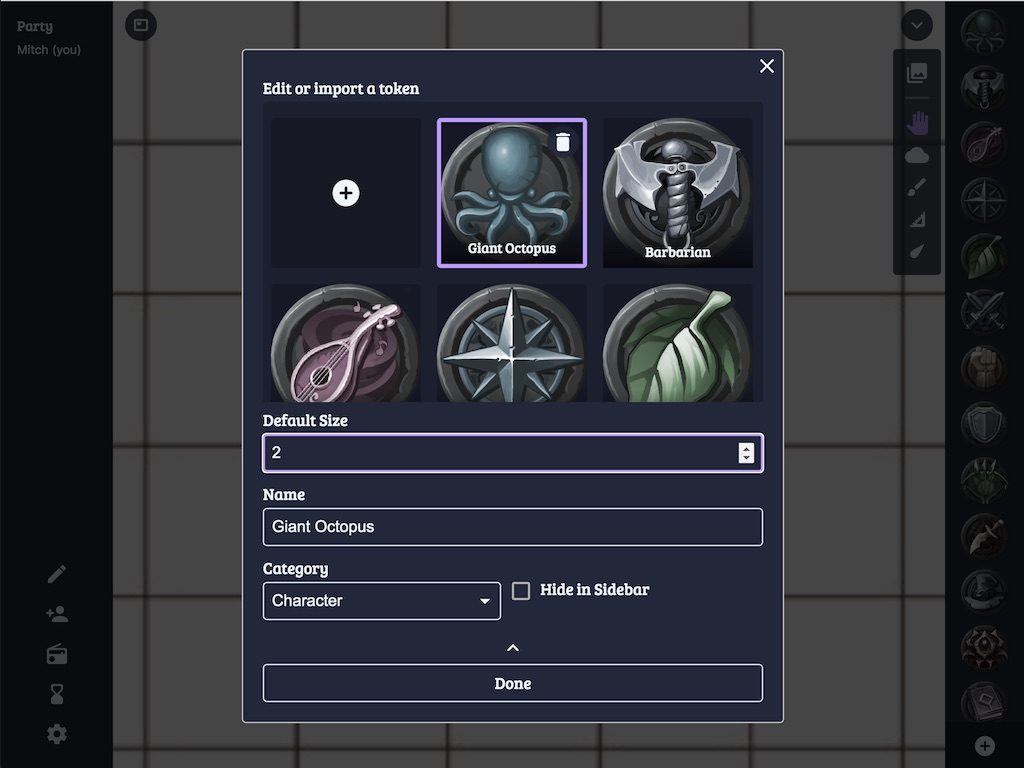 Party
Mitch (you)
Edit or import a token
Giant Octopus
Barbarian
Default Size
2
Name
Giant Octopus
Category
Character
Hide in Sidebar
Done